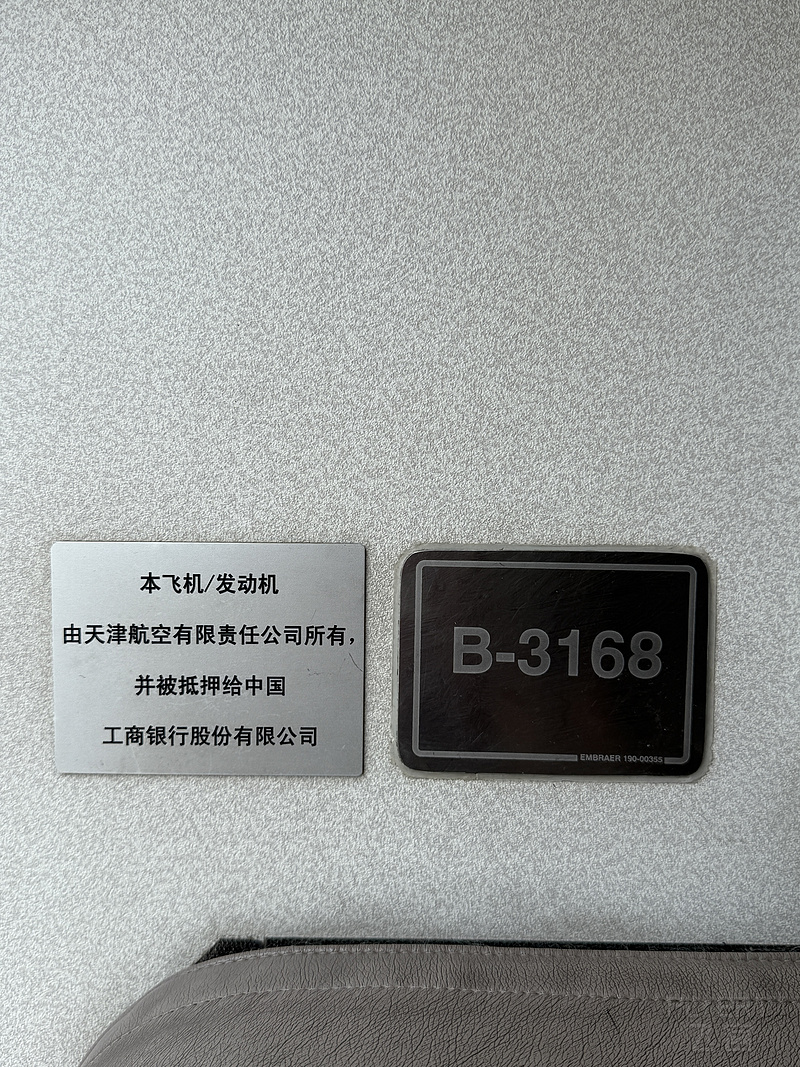 本飞机/发动机
由天津航空有限责任公司所有，
并被抵押给中国
工商银行股份有限公司
B-3168
EMBRAER 190-00355